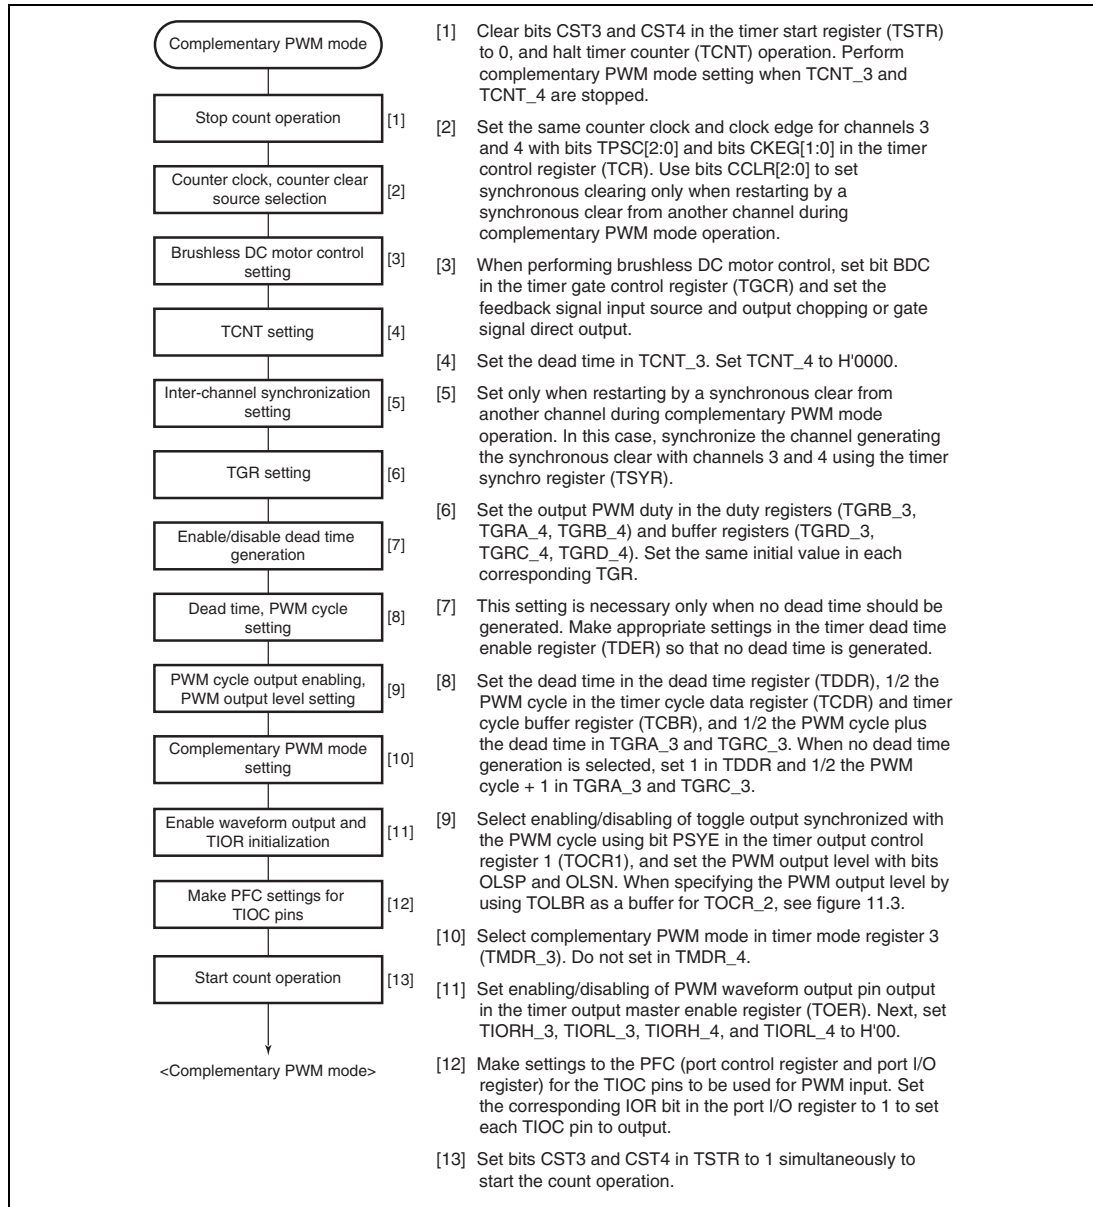 Complementary PWM mode
Stop count operation
[1]
Counter clock, counter clear
source selection
[2]
Brushless DC motor control
setting
[3]
TCNT setting
[4]
Inter-channel synchronization
setting
[5]
TGR setting
[6]
Enable/disable dead time
generation
[7]
Dead time, PWM cycle
setting
[8]
PWM cycle output enabling,
PWM output level setting
[9]
Complementary PWM mode
setting
[10]
Enable waveform output and
TIOR initialization
[11]
Make PFC settings for
TIOC pins
[12]
Start count operation
[13]
<Complementary PWM mode>
[1] Clear bits CST3 and CST4 in the timer start register (TSTR)
to 0, and halt timer counter (TCNT) operation. Perform
complementary PWM mode setting when TCNT_3 and
TCNT_4 are stopped.
[2] Set the same counter clock and clock edge for channels 3
and 4 with bits TPSC[2:0] and bits CKEG[1:0] in the timer
control register (TCR). Use bits CCLR[2:0] to set
synchronous clearing only when restarting by a
synchronous clear from another channel during
complementary PWM mode operation.
[3] When performing brushless DC motor control, set bit BDC
in the timer gate control register (TGCR) and set the
feedback signal input source and output chopping or gate
signal direct output.
[4] Set the dead time in TCNT_3. Set TCNT_4 to H'0000.
[5] Set only when restarting by a synchronous clear from
another channel during complementary PWM mode
operation. In this case, synchronize the channel generating
the synchronous clear with channels 3 and 4 using the timer
synchro register (TSYR).
[6] Set the output PWM duty in the duty registers (TGRB_3,
TGRA_4, TGRB_4) and buffer registers (TGRD_3,
TGRC_4, TGRD_4). Set the same initial value in each
corresponding TGR.
[7] This setting is necessary only when no dead time should be
generated. Make appropriate settings in the timer dead time
enable register (TDER) so that no dead time is generated.
[8] Set the dead time in the dead time register (TDDR), 1/2 the
PWM cycle in the timer cycle data register (TCDR) and timer
cycle buffer register (TCBR), and 1/2 the PWM cycle plus
the dead time in TGRA_3 and TGRC_3. When no dead time
generation is selected, set 1 in TDDR and 1/2 the PWM
cycle + 1 in TGRA_3 and TGRC_3.
[9] Select enabling/disabling of toggle output synchronized with
the PWM cycle using bit PSYE in the timer output control
register 1 (TOCR1), and set the PWM output level with bits
OLSP and OLSN. When specifying the PWM output level by
using TOLBR as a buffer for TOCR_2, see figure 11.3.
[10] Select complementary PWM mode in timer mode register 3
(TMDR_3). Do not set in TMDR_4.
[11] Set enabling/disabling of PWM waveform output pin output
in the timer output master enable register (TOER). Next, set
TIORH_3, TIORL_3, TIORH_4, and TIORL_4 to H'00.
[12] Make settings to the PFC (port control register and port I/O
register) for the TIOC pins to be used for PWM input. Set
the corresponding IOR bit in the port I/O register to 1 to set
each TIOC pin to output.
[13] Set bits CST3 and CST4 in TSTR to 1 simultaneously to
start the count operation.